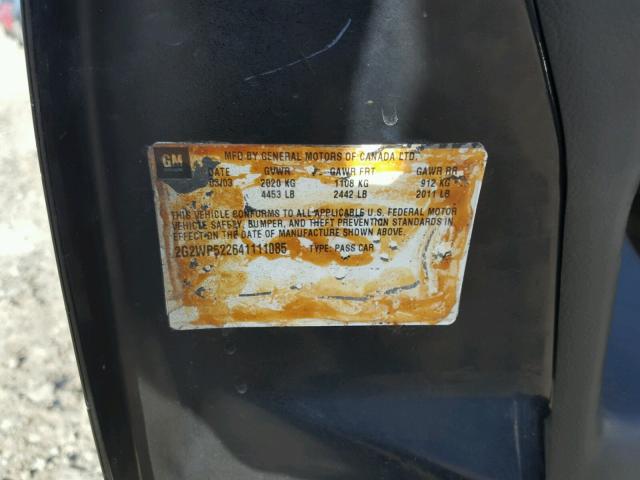 GM
MFD BY GENERAL MOTORS OF CANADA LTD.
DATE GVWR GAWR FRT GAWR RR
03/03 2020 KG 1108 KG 912 KG
4453 LB 2442 LB 2011 LB
THIS VEHICLE CONFORMS TO ALL APPLICABLE U.S. FEDERAL MOTOR
VEHICLE SAFETY, BUMPER, AND THEFT PREVENTION STANDARDS IN
EFFECT ON THE DATE OF MANUFACTURE SHOWN ABOVE.
2G2WP522641111085 TYPE: PASS CAR